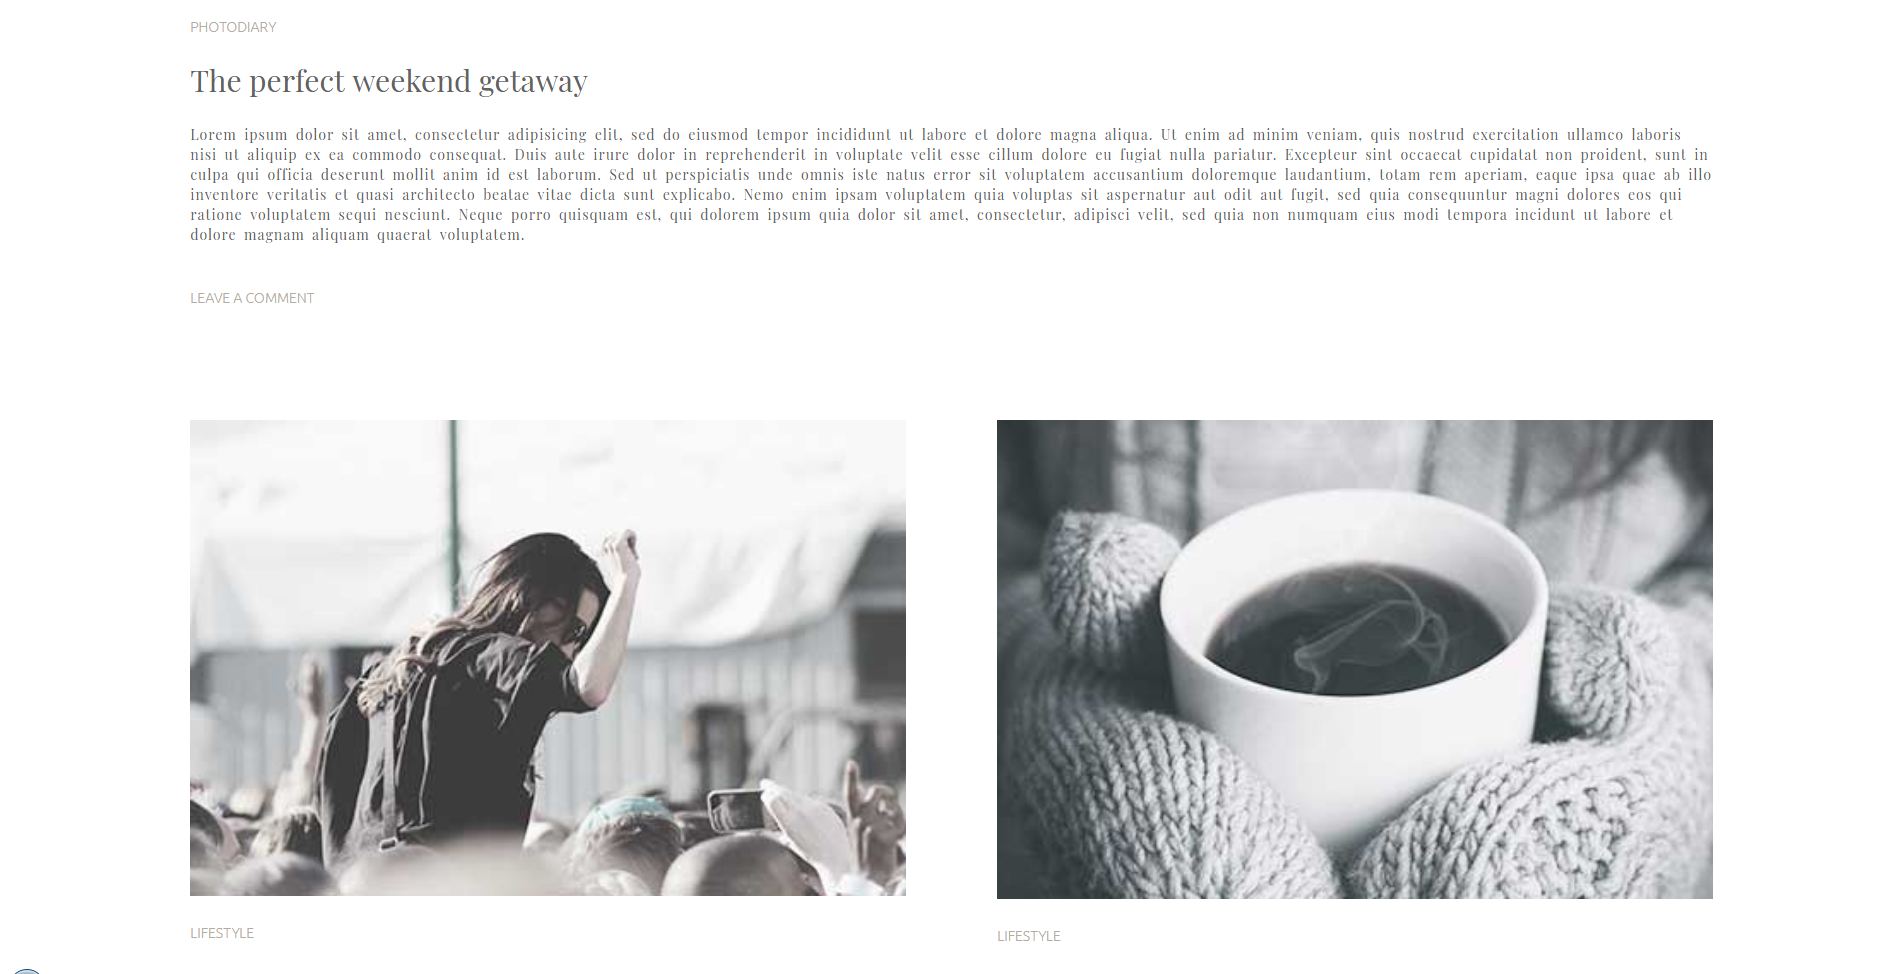 PHOTODIARY
The perfect weekend getaway
Lorem ipsum dolor sit amet, consectetur adipisicing elit, sed do eiusmod tempor incididunt ut labore et dolore magna aliqua. Ut enim ad minim veniam, quis nostrud exercitation ullamco laboris
nisi ut aliquip ex ea commodo consequat. Duis aute irure dolor in reprehenderit in voluptate velit esse cillum dolore eu fugiat nulla pariatur. Excepteur sint occaecat cupidatat non proident, sunt in
culpa qui officia deserunt mollit anim id est laborum. Sed ut perspiciatis unde omnis iste natus error sit voluptatem accusantium doloremque laudantium, totam rem aperiam, eaque ipsa quae ab illo
inventore veritatis et quasi architecto beatae vitae dicta sunt explicabo. Nemo enim ipsam voluptatem quia voluptas sit aspernatur aut odit aut fugit, sed quia consequuntur magni dolores eos qui
ratione voluptatem sequi nesciunt. Neque porro quisquam est, qui dolorem ipsum quia dolor sit amet, consectetur, adipisci velit, sed quia non numquam eius modi tempora incidunt ut labore et
dolore magnam aliquam quaerat voluptatem.
LEAVE A COMMENT
LIFESTYLE
LIFESTYLE